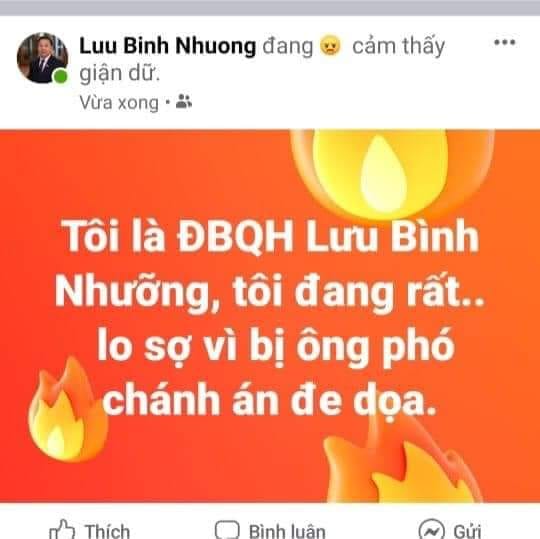 Luu Binh Nhuong đang 😠 cảm thấy
giận dữ.
Vừa xong •
Tôi là ĐBQH Lưu Bình
Nhưỡng, tôi đang rất..
lo sợ vì bị ông phó
chánh án đe dọa.
Thích Bình luận Gửi